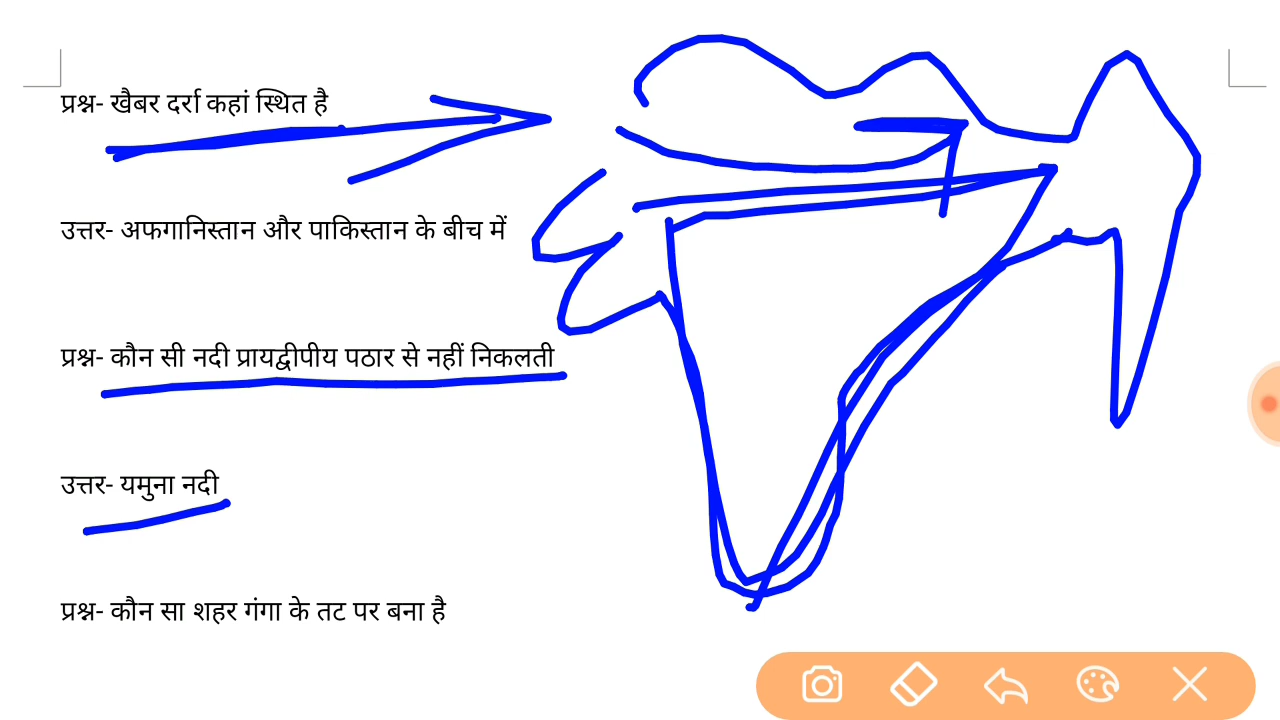 प्रश्न- खैबर दर्रा कहां स्थित है
उत्तर- अफगानिस्तान और पाकिस्तान के बीच में
प्रश्न- कौन सी नदी प्रायद्वीपीय पठार से नहीं निकलती
उत्तर- यमुना नदी
प्रश्न- कौन सा शहर गंगा के तट पर बना है